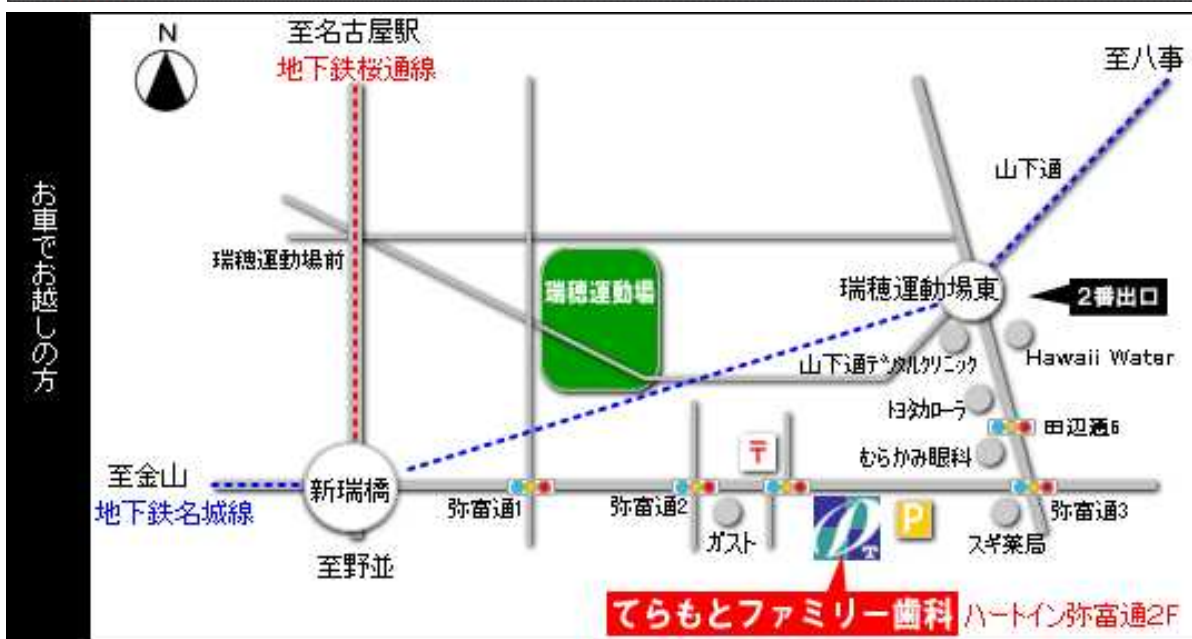 お車でお越しの方
N
至名古屋駅
地下鉄桜通線
至八事
山下通
瑞穂運動場前
瑞穂運動場
瑞穂運動場東
2番出口
山下通デンタルクリニック
Hawaii Water
トヨタカローラ
田辺通6
〒
むらかみ眼科
至金山
地下鉄名城線
新瑞橋
弥富通1
弥富通2
弥富通3
ガスト
P
スギ薬局
至野並
DT
てらもとファミリー歯科
ハートイン弥富通2F